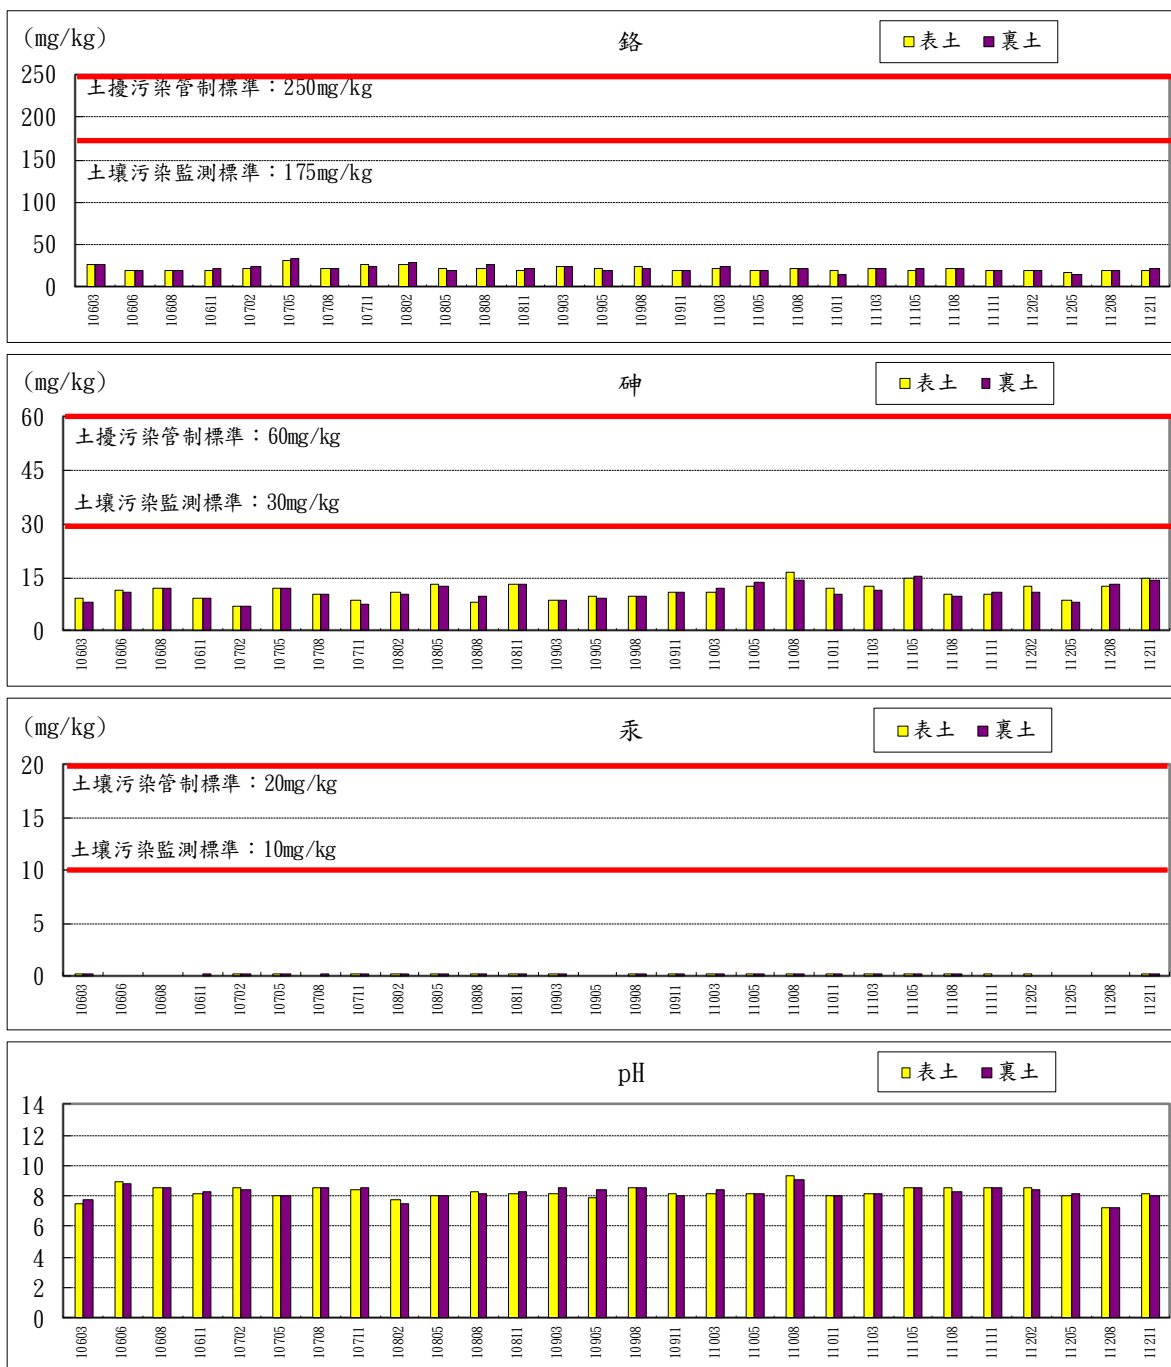 (mg/kg)
鉻
表土 裏土
250
土擾污染管制標準：250mg/kg
200
150
土壤污染監測標準：175mg/kg
100
50
0
10603 10606 10608 10611 10702 10705 10708 10711 10802 10805 10808 10811 10903 10905 10908 10911 11003 11005 11008 11011 11103 11105 11108 11111 11202 11205 11208 11211
(mg/kg)
砷
表土 裏土
60
土擾污染管制標準：60mg/kg
45
土壤污染監測標準：30mg/kg
30
15
0
10603 10606 10608 10611 10702 10705 10708 10711 10802 10805 10808 10811 10903 10905 10908 10911 11003 11005 11008 11011 11103 11105 11108 11111 11202 11205 11208 11211
(mg/kg)
汞
表土 裏土
20
土壤污染管制標準：20mg/kg
15
土壤污染監測標準：10mg/kg
10
5
0
10603 10606 10608 10611 10702 10705 10708 10711 10802 10805 10808 10811 10903 10905 10908 10911 11003 11005 11008 11011 11103 11105 11108 11111 11202 11205 11208 11211
pH
表土 裏土
14
12
10
8
6
4
2
0
10603 10606 10608 10611 10702 10705 10708 10711 10802 10805 10808 10811 10903 10905 10908 10911 11003 11005 11008 11011 11103 11105 11108 11111 11202 11205 11208 11211